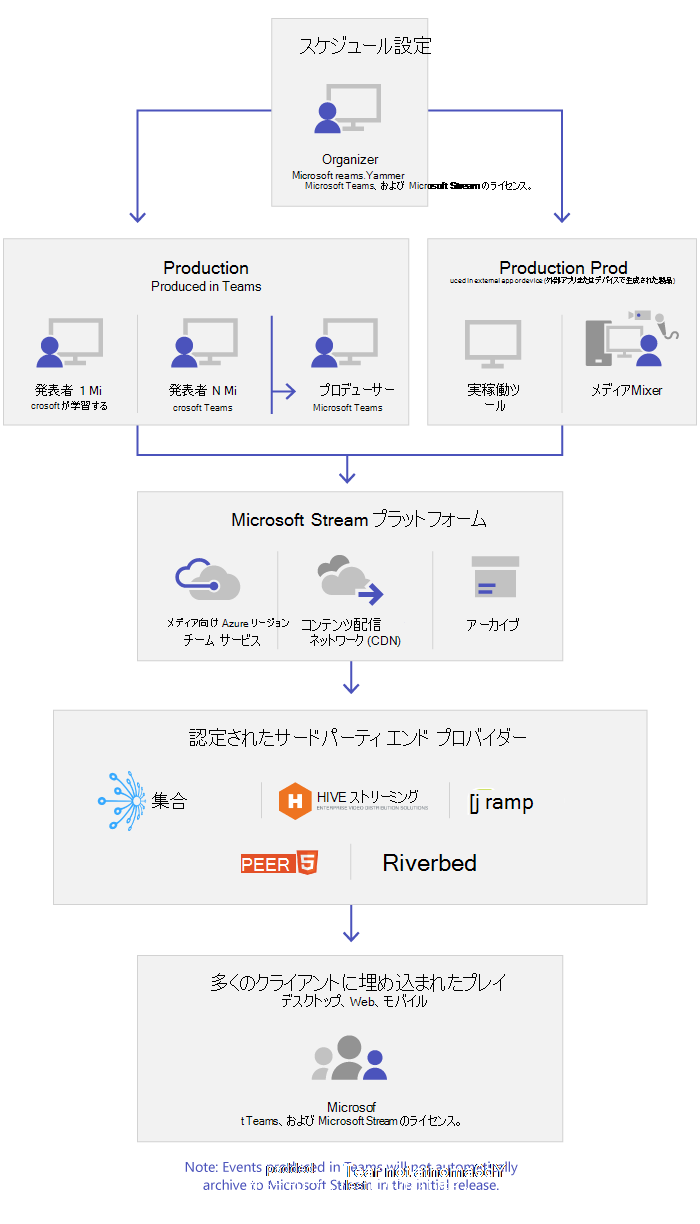 スケジュール設定
Organizer
Microsoft reams.Yammer
Microsoft Teams、および Microsoft Stream のライセンス。
Production
Produced in Teams
発表者 1 Mi
crosoft が学習する
発表者 N Mi
crosoft Teams
プロデューサー
Microsoft Teams
Production Prod
uced in external app or device (外部アプリまたはデバイスで生成された製品)
実稼働ツ
ール
メディアMixer
Microsoft Stream プラットフォーム
メディア向け Azure リージョン
チーム サービス
コンテンツ配信
ネットワーク (CDN)
アーカイブ
認定されたサードパーティ エンド プロバイダー
集合
HIVE ストリーミング
ENTERPRISE VIDEO DISTRIBUTION SOLUTIONS
ramp
PEER 5
Riverbed
多くのクライアントに埋め込まれたプレイ
デスクトップ、Web、モバイル
Microsof
t Teams、および Microsoft Stream のライセンス。
Note: Events produced in Teams will not automatically
archive to Microsoft Stream in the initial release.